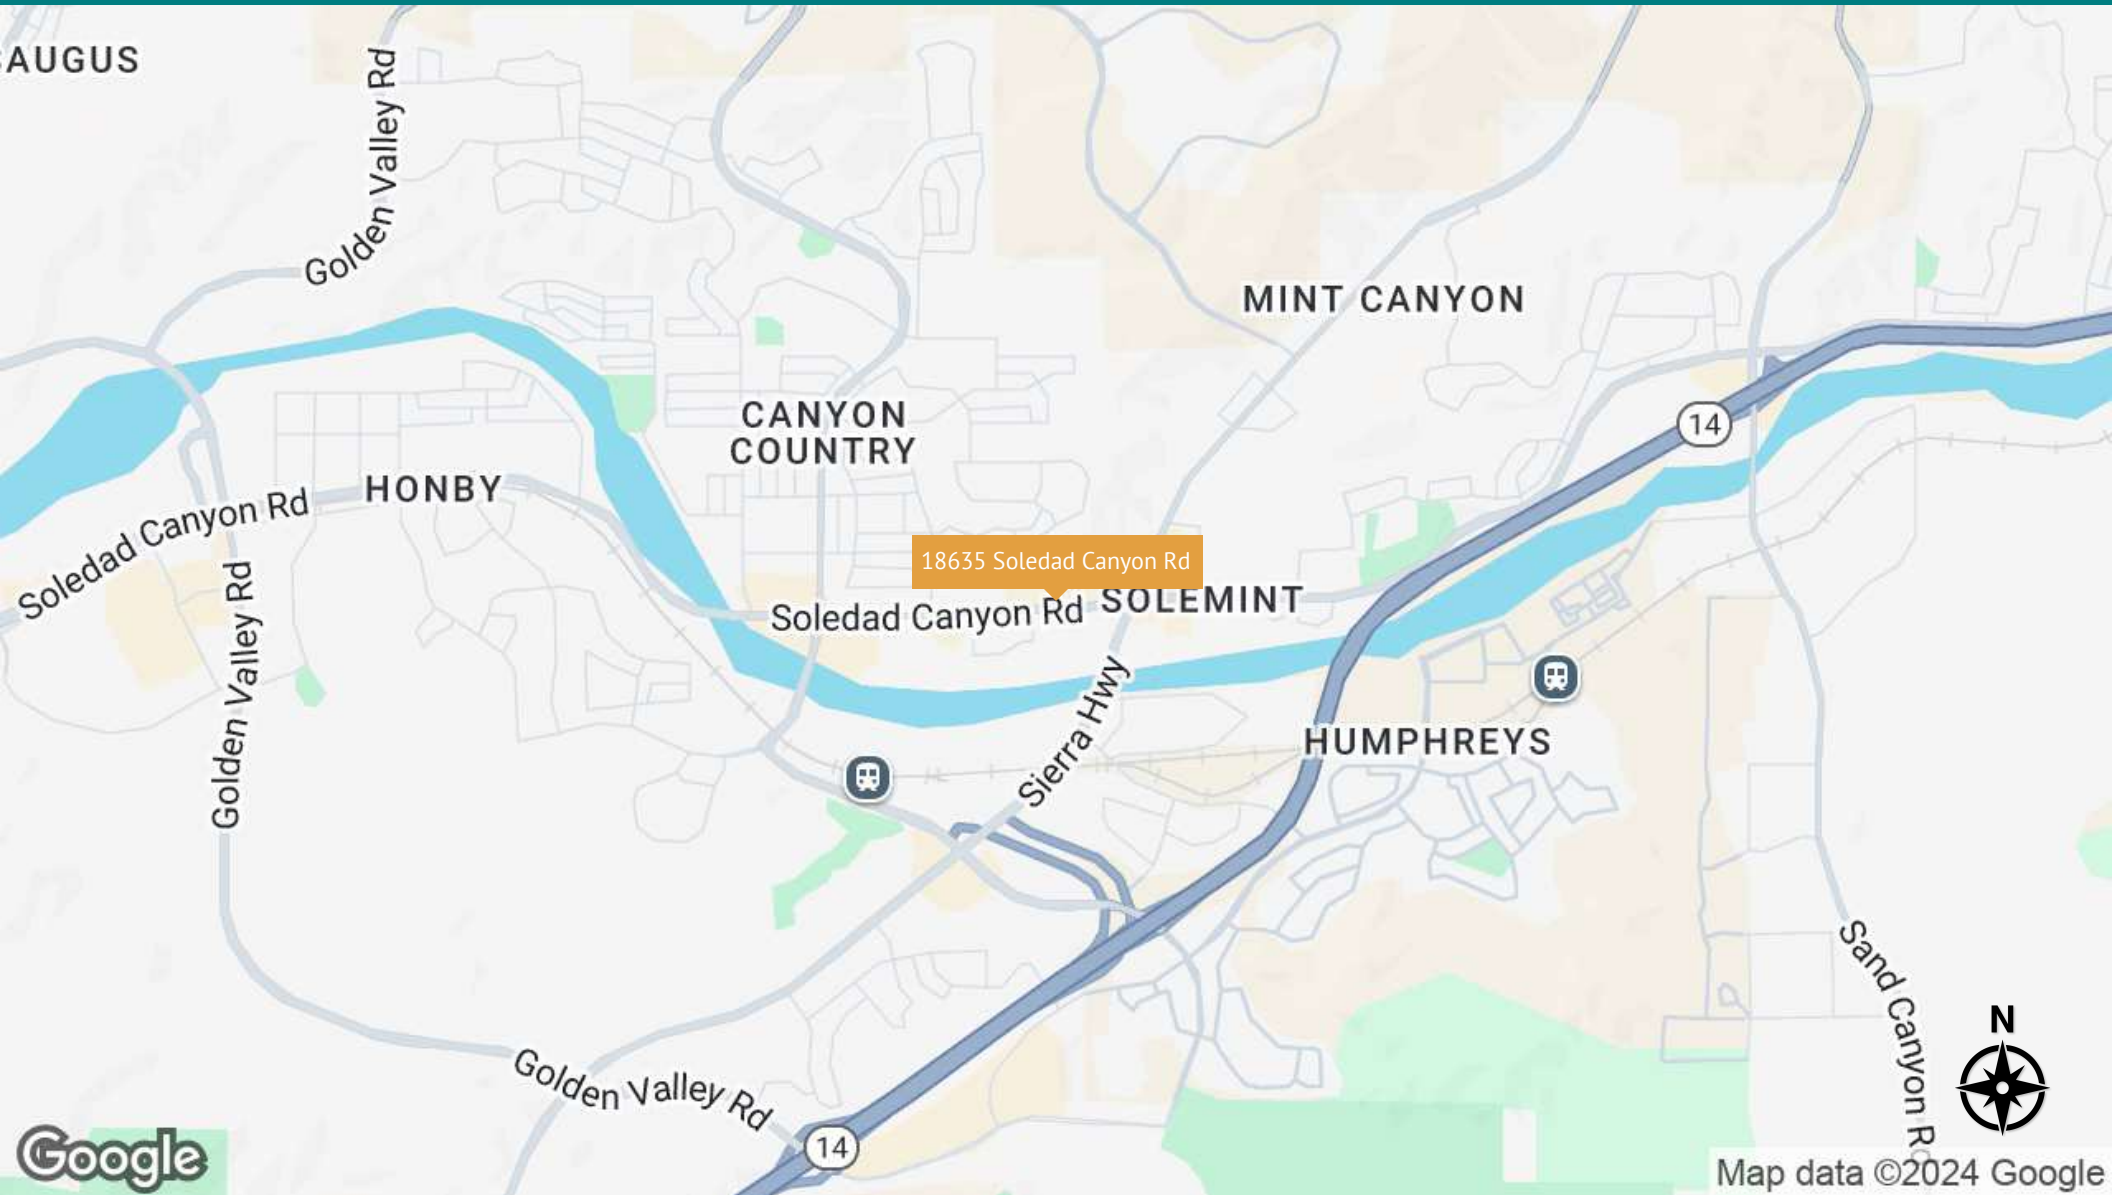 AUGUS
Golden Valley Rd
Golden
MINT CANYON
14
CANYON
COUNTRY
HONBY
Soledad Canyon Rd
18635 Soledad Canyon Rd
SOLEMINT
Soledad Canyon Rd
Golden Valley Rd
Sierra Hwy
HUMPHREYS
Sand Canyon Rd
N
Golden Valley Rd
14
Google
Map data ©2024 Google